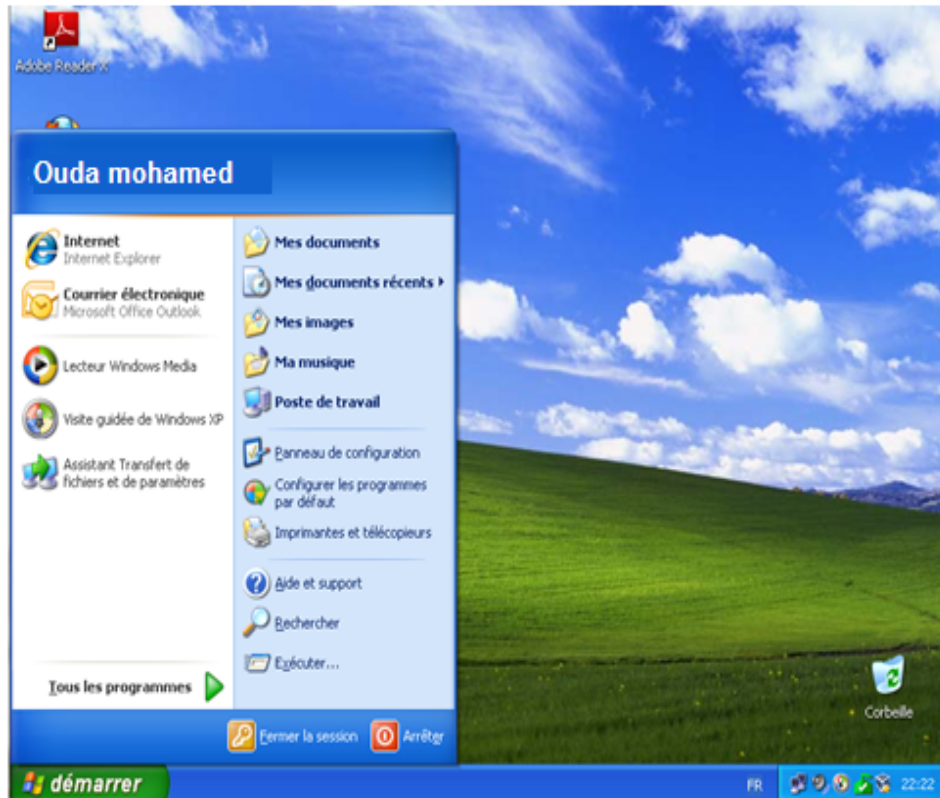 Adobe Reader X
Ouda mohamed
Internet
Internet Explorer
Courrier électronique
Microsoft Office Outlook
Lecteur Windows Media
Visite guidée de Windows XP
Assistant Transfert de
fichiers et de paramètres
Tous les programmes
Mes documents
Mes documents récents
Mes images
Ma musique
Poste de travail
Panneau de configuration
Configurer les programmes
par défaut
Imprimantes et télécopieurs
Aide et support
Rechercher
Exécuter...
Fermer la session
Arrêter
Corbeille
démarrer
FR
22:22